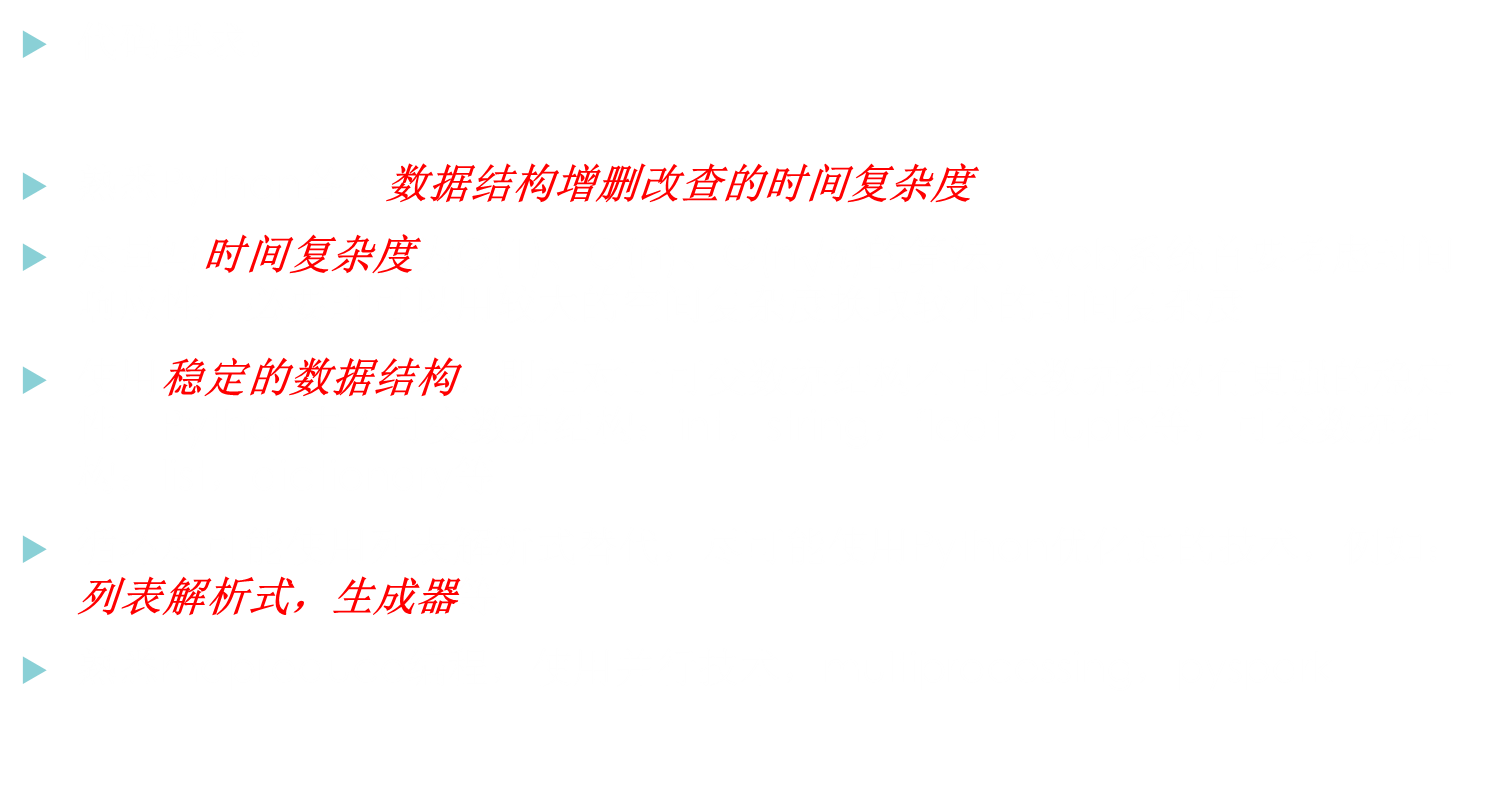 数据结构增删改查的时间复杂度
时间复杂度
稳定的数据结构
列表解析式，生成器